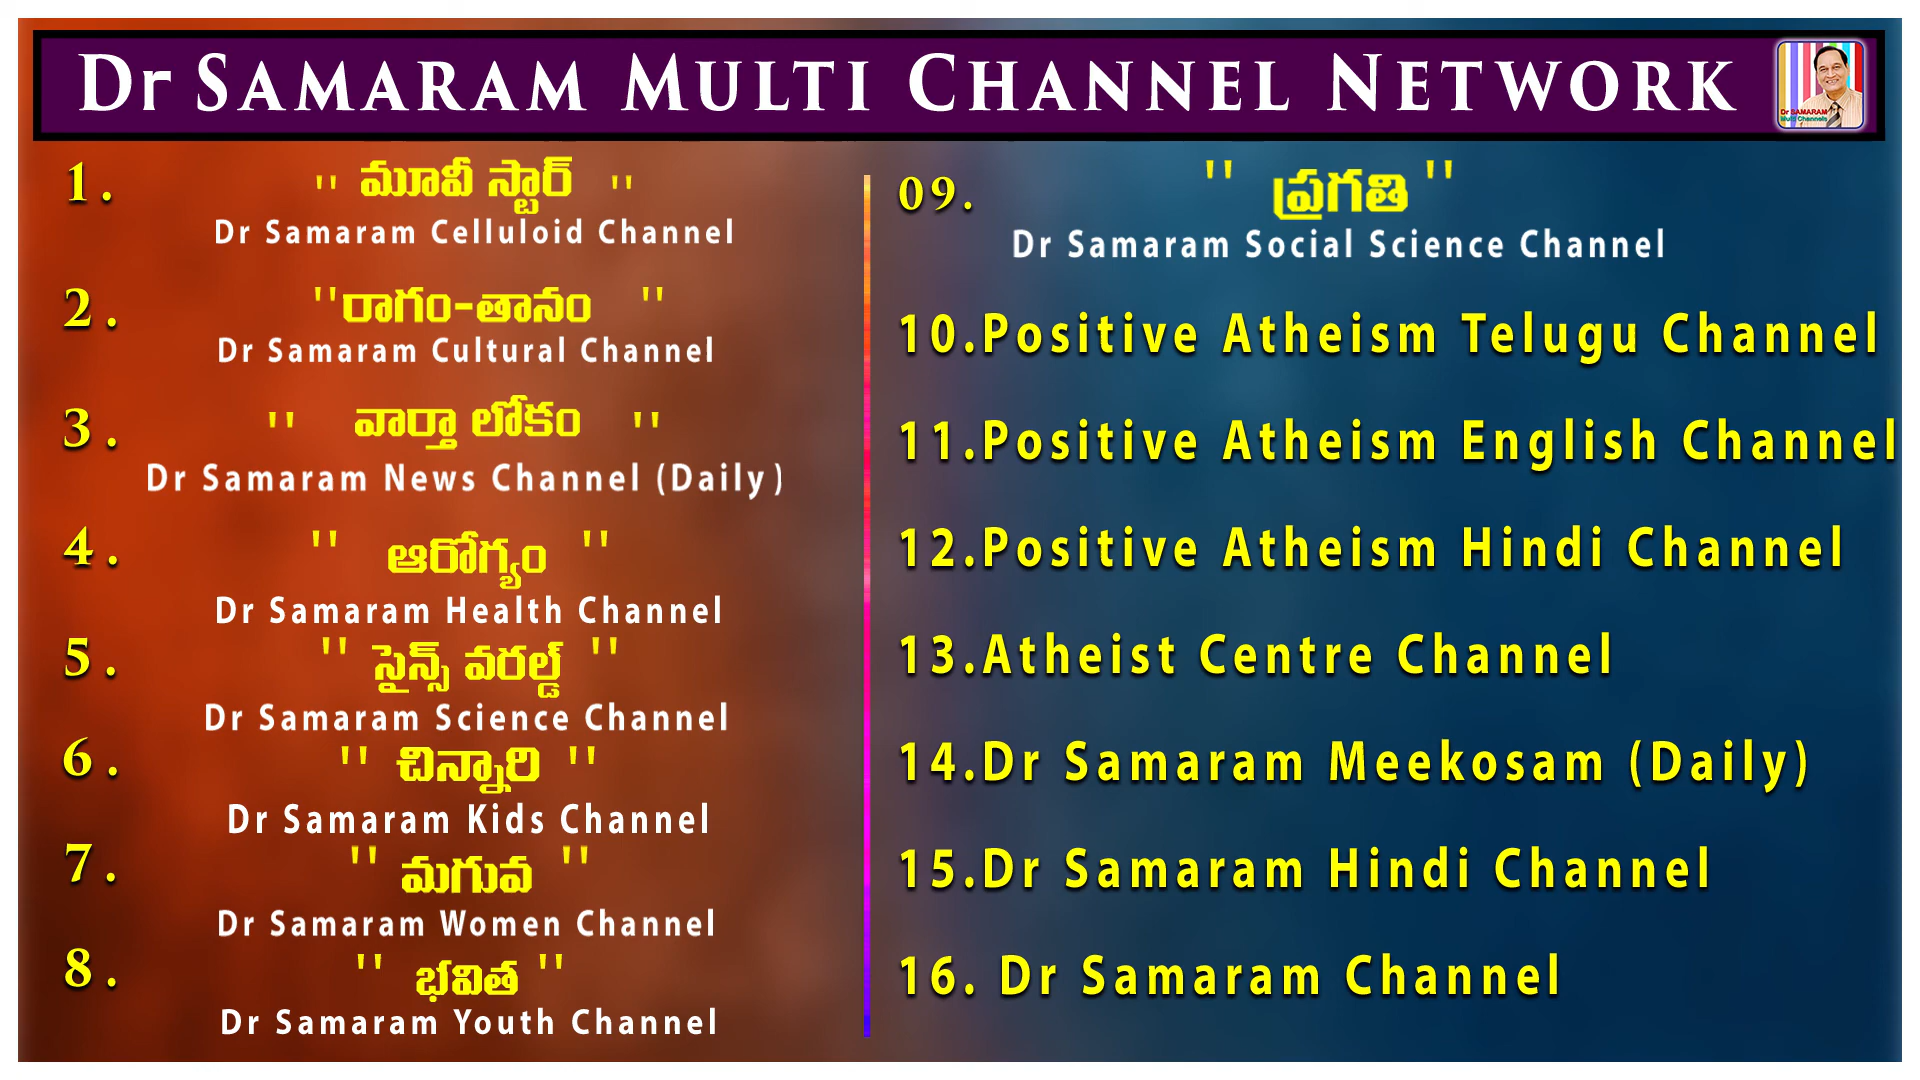 Dr SAMARAM MULTI CHANNEL NETWORK
Dr SAMARAM
Multi Channels
1. " మూవీ స్టార్ "
Dr Samaram Celluloid Channel
2. "రాగం-తానం "
Dr Samaram Cultural Channel
3. " వార్తా లోకం "
Dr Samaram News Channel (Daily)
4. " ఆరోగ్యం "
Dr Samaram Health Channel
5. " సైన్స్ వరల్డ్ "
Dr Samaram Science Channel
6. " చిన్నారి "
Dr Samaram Kids Channel
7. " మగువ "
Dr Samaram Women Channel
8. " భవిత "
Dr Samaram Youth Channel
09. " ప్రగతి "
Dr Samaram Social Science Channel
10.Positive Atheism Telugu Channel
11.Positive Atheism English Channel
12.Positive Atheism Hindi Channel
13.Atheist Centre Channel
14.Dr Samaram Meekosam (Daily)
15.Dr Samaram Hindi Channel
16. Dr Samaram Channel